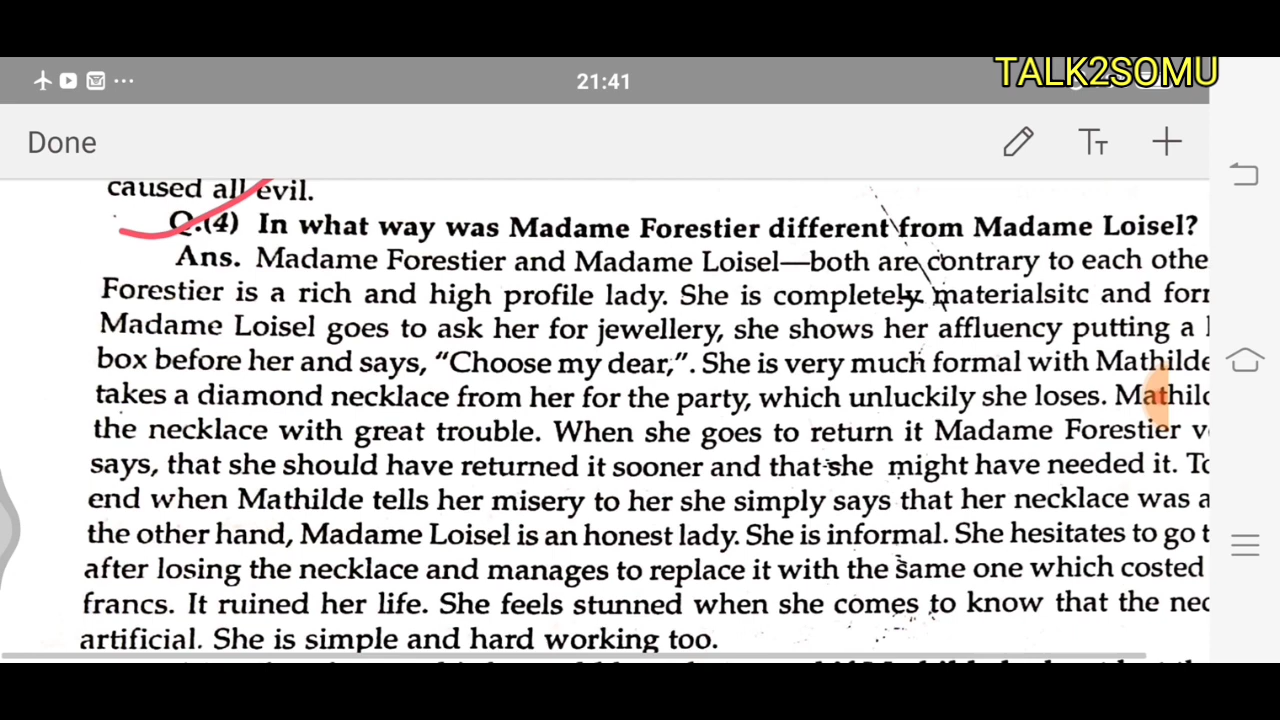 21:41
TALK2SOMU
Done
caused all evil.
Q.(4) In what way was Madame Forestier different from Madame Loisel?
Ans. Madame Forestier and Madame Loisel—both are contrary to each othe
Forestier is a rich and high profile lady. She is completely materialsitc and for
Madame Loisel goes to ask her for jewellery, she shows her affluency putting a
box before her and says, “Choose my dear,”. She is very much formal with Mathilde
takes a diamond necklace from her for the party, which unluckily she loses. Mathild
the necklace with great trouble. When she goes to return it Madame Forestier v
says, that she should have returned it sooner and that she might have needed it. To
end when Mathilde tells her misery to her she simply says that her necklace was a
the other hand, Madame Loisel is an honest lady. She is informal. She hesitates to go t
after losing the necklace and manages to replace it with the same one which costed
francs. It ruined her life. She feels stunned when she comes to know that the nec
artificial. She is simple and hard working too.